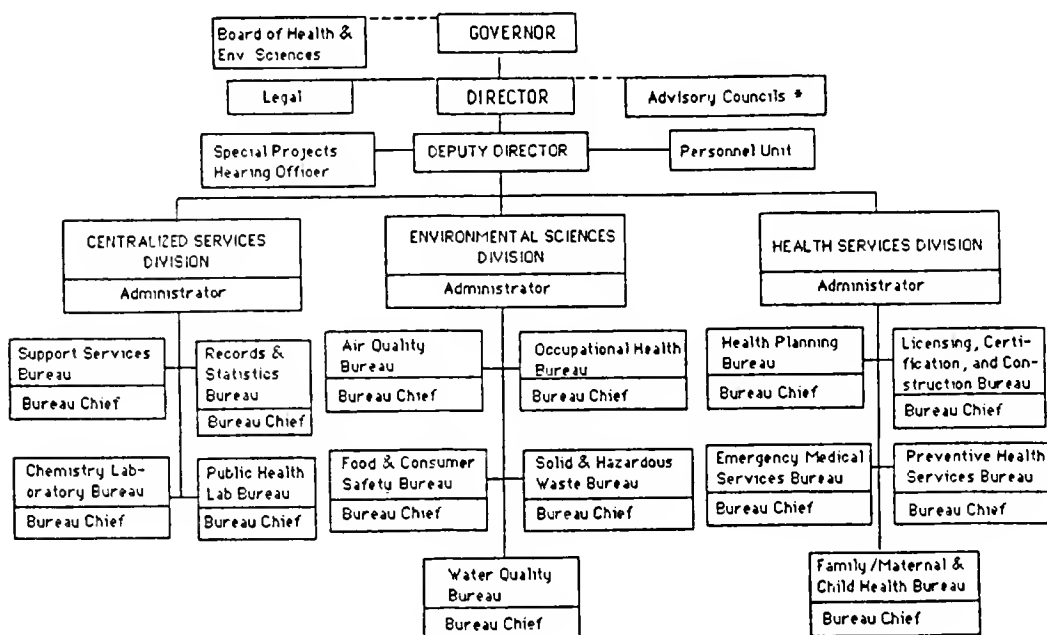 Board of Health &
Env. Sciences
GOVERNOR
Legal
DIRECTOR
Advisory Councils *
Special Projects
Hearing Officer
DEPUTY DIRECTOR
Personnel Unit
CENTRALIZED SERVICES
DIVISION
Administrator
ENVIRONMENTAL SCIENCES
DIVISION
Administrator
HEALTH SERVICES DIVISION
Administrator
Support Services
Bureau
Bureau Chief
Records &
Statistics
Bureau
Bureau Chief
Air Quality
Bureau
Bureau Chief
Occupational Health
Bureau
Bureau Chief
Health Planning
Bureau
Bureau Chief
Licensing, Certi-
fication, and Con-
struction Bureau
Bureau Chief
Chemistry Lab-
oratory Bureau
Bureau Chief
Public Health
Lab Bureau
Bureau Chief
Food & Consumer
Safety Bureau
Bureau Chief
Solid & Hazardous
Waste Bureau
Bureau Chief
Emergency Medical
Services Bureau
Bureau Chief
Preventive Health
Services Bureau
Bureau Chief
Water Quality
Bureau
Bureau Chief
Family/Maternal &
Child Health Bureau
Bureau Chief